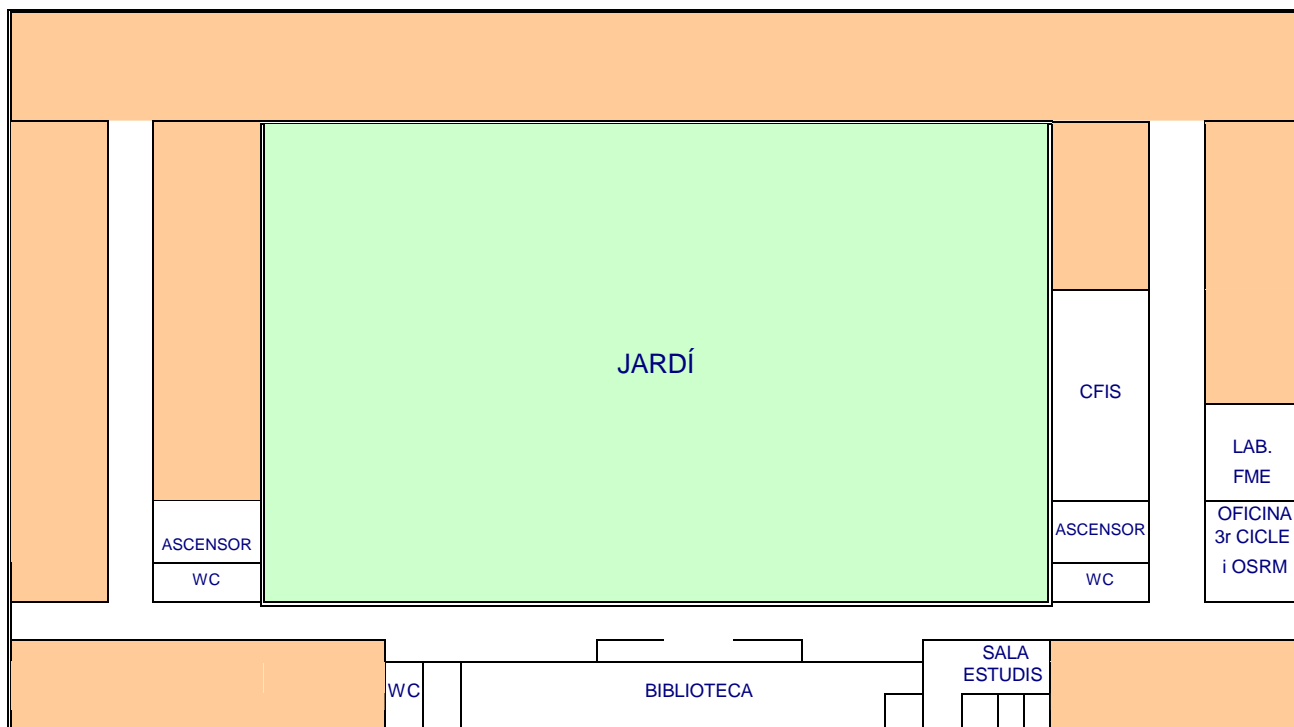 JARDÍ
CFIS
LAB.
FME
OFICINA
3r CICLE
i OSRM
ASCENSOR
WC
ASCENSOR
WC
WC
BIBLIOTECA
SALA
ESTUDIS